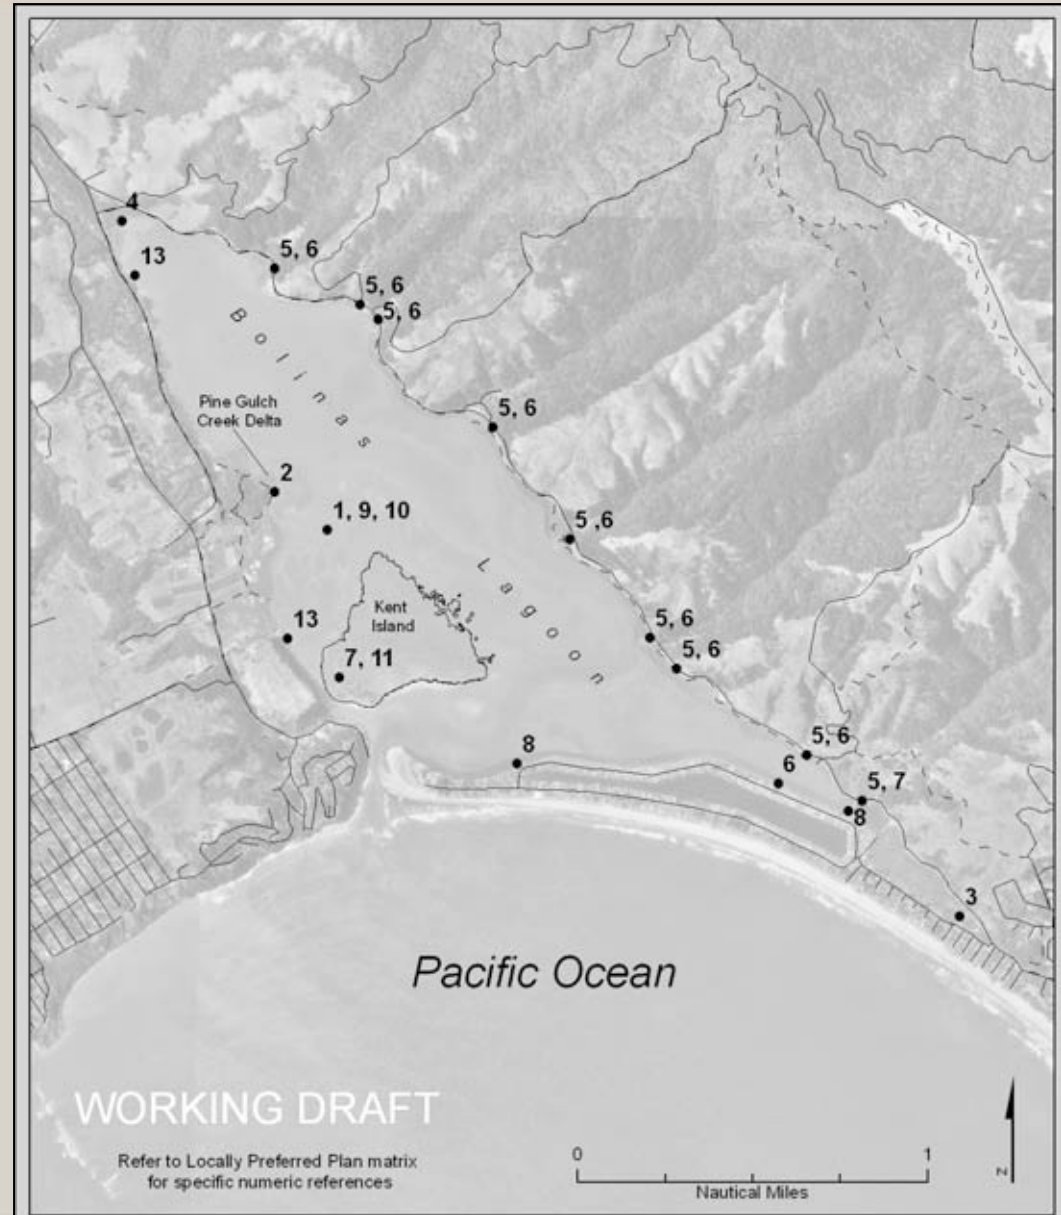 4
13
5, 6
5, 6
5, 6
Bolinas
5, 6
Pine Gulch
Creek Delta
2
1, 9, 10
5 ,6
Lagoon
Kent
Island
13
7, 11
5, 6
5, 6
8
5, 6
6
5, 7
8
3
Pacific Ocean
WORKING DRAFT
Refer to Locally Preferred Plan matrix
for specific numeric references
0
1
Nautical Miles
N